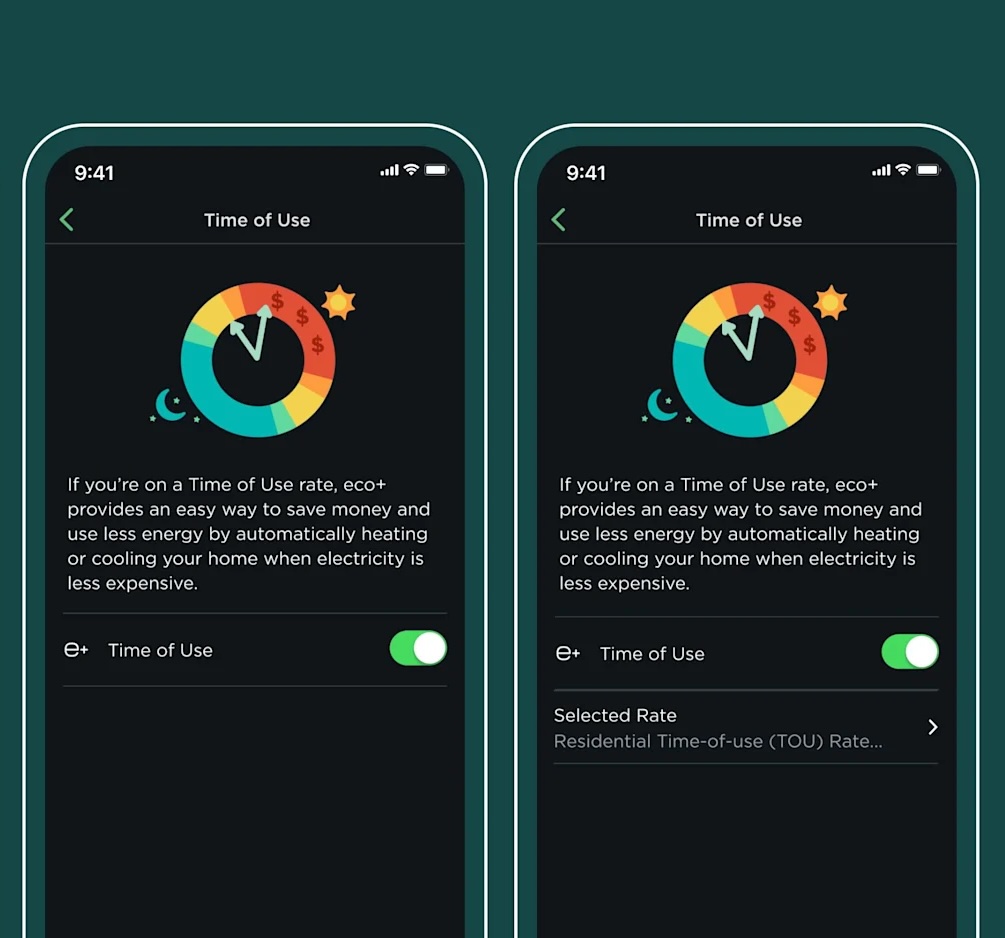 9:41
Time of Use
$
$
$
If you’re on a Time of Use rate, eco+
provides an easy way to save money and
use less energy by automatically heating
or cooling your home when electricity is
less expensive.
e+ Time of Use
9:41
Time of Use
$
$
$
If you’re on a Time of Use rate, eco+
provides an easy way to save money and
use less energy by automatically heating
or cooling your home when electricity is
less expensive.
e+ Time of Use
Selected Rate
Residential Time-of-use (TOU) Rate...